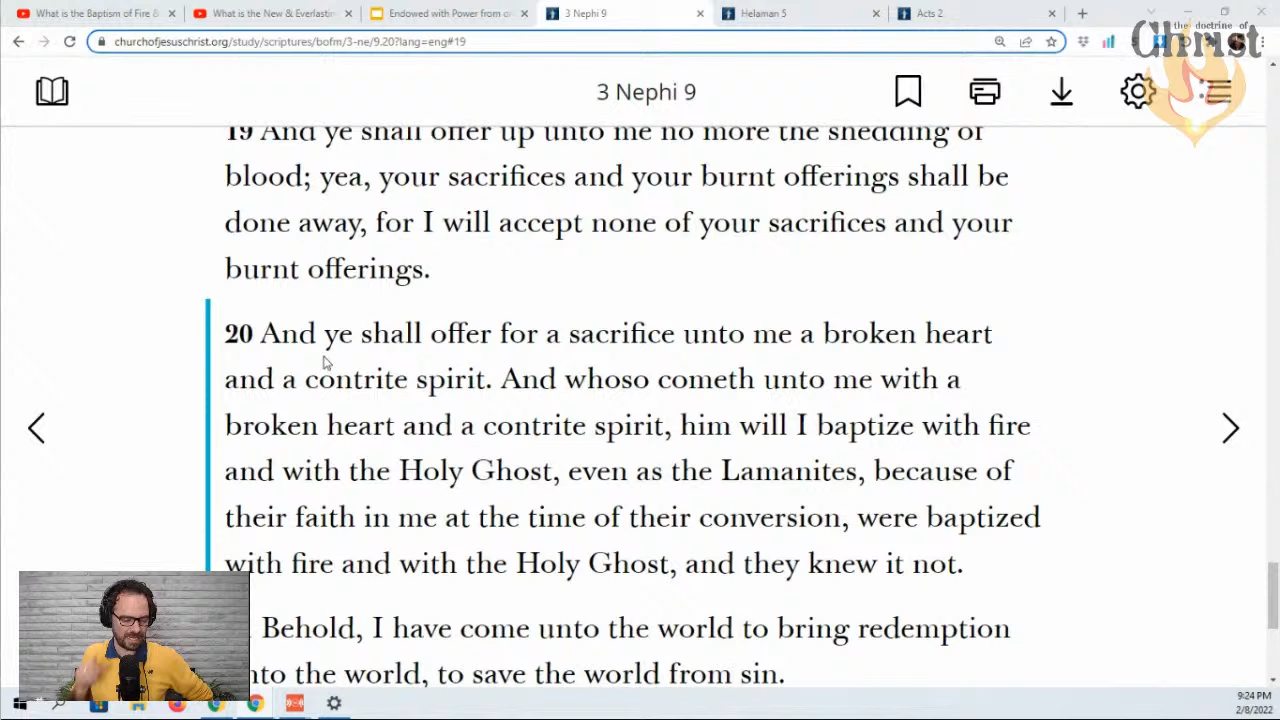 What is the Baptism of Fire &
What is the New & Everlastin
Endowed with Power from o
3 Nephi 9
Helaman 5
Acts 2
the doctrine of
Christ
churchofjesuschrist.org/study/scriptures/bofm/3-ne/9.20?lang=eng#19
3 Nephi 9
19 And ye shall offer up unto me no more the shedding of
blood; yea, your sacrifices and your burnt offerings shall be
done away, for I will accept none of your sacrifices and your
burnt offerings.
20 And ye shall offer for a sacrifice unto me a broken heart
and a contrite spirit. And whoso cometh unto me with a
broken heart and a contrite spirit, him will I baptize with fire
and with the Holy Ghost, even as the Lamanites, because of
their faith in me at the time of their conversion, were baptized
with fire and with the Holy Ghost, and they knew it not.
Behold, I have come unto the world to bring redemption
nto the world, to save the world from sin.
9:24 PM
2/8/2022